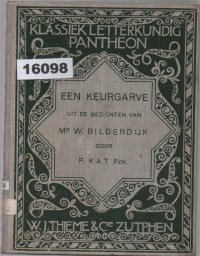 KLASSIEK LETTERKUNDIG
PANTHEON
16098
EEN KEURGARVE
UIT DE GEDICHTEN VAN
MR W. BILDERDIJK
DOOR
P. KAT PZN.
W. J. THIEME & CIE ZUTPHEN